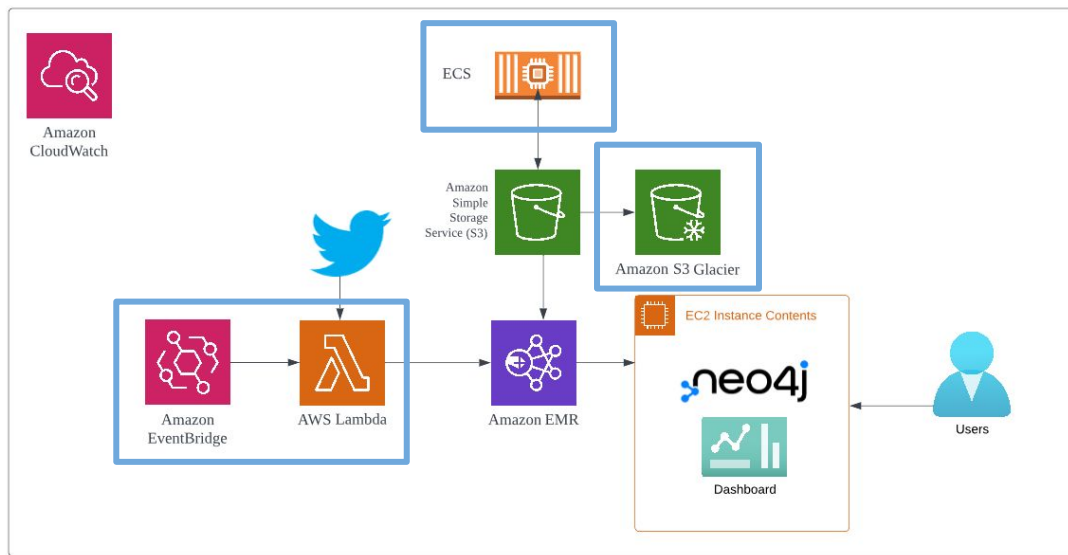 ECS
Amazon
CloudWatch
Amazon
Simple
Storage
Service (S3)
Amazon S3 Glacier
EC2 Instance Contents
neo4j
Amazon
EventBridge
AWS Lambda
Amazon EMR
Dashboard
Users